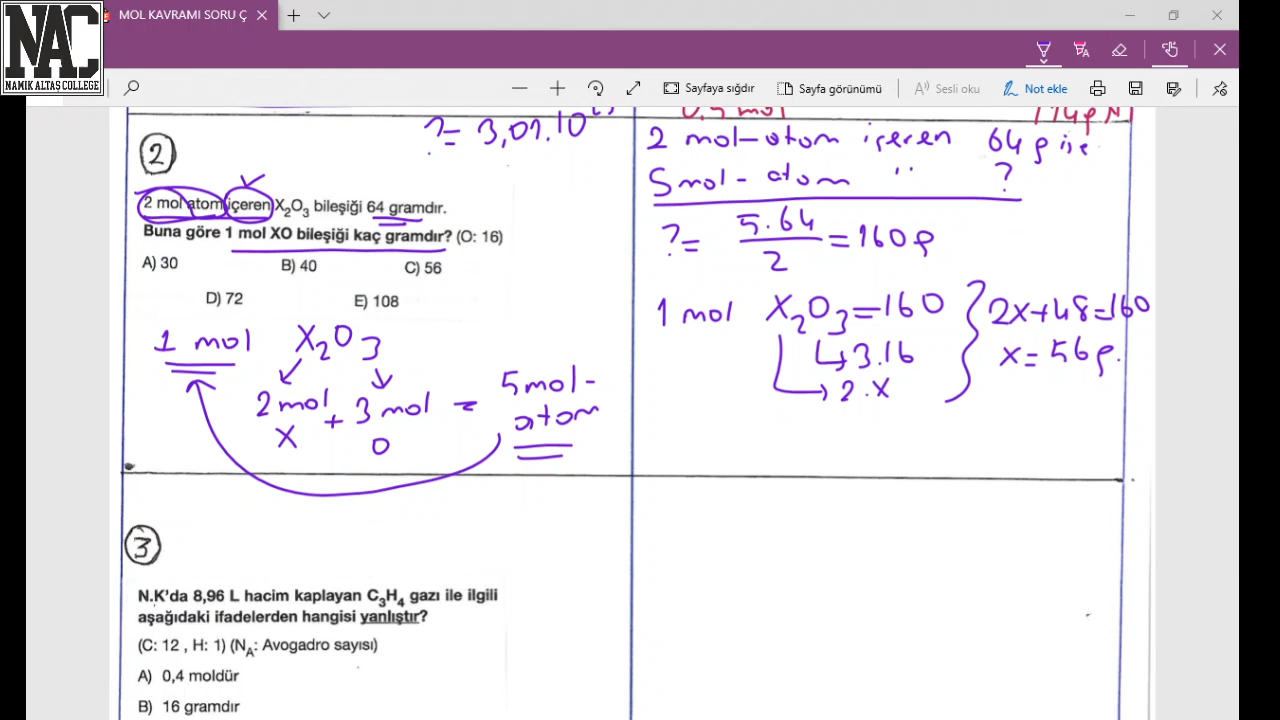 NAC
NAMIK ALTAŞ COLLEGE
MOL KAVRAMI SORU Ç
Sayfaya sığdır
Sayfa görünümü
Sesli oku
Not ekle
?= 3,01.10
0,4 mol
2
2 mol atom içeren X₂O₃ bileşiği 64 gramdır.
Buna göre 1 mol XO bileşiği kaç gramdır? (O: 16)
A) 30
B) 40
C) 56
D) 72
E) 108
1 mol X₂O₃
2 mol + 3 mol = 5 mol-
X O atom
2 mol-atom içeren 64 g ise
5 mol-atom " ?
?= 5.64 / 2 = 160 g
1 mol X₂O₃ = 160
3.16
2.X
2X+48=160
X= 56 g.
3
N.K'da 8,96 L hacim kaplayan C₃H₄ gazı ile ilgili
aşağıdaki ifadelerden hangisi yanlıştır?
(C: 12 , H: 1) (N_A: Avogadro sayısı)
A) 0,4 moldür
B) 16 gramdır